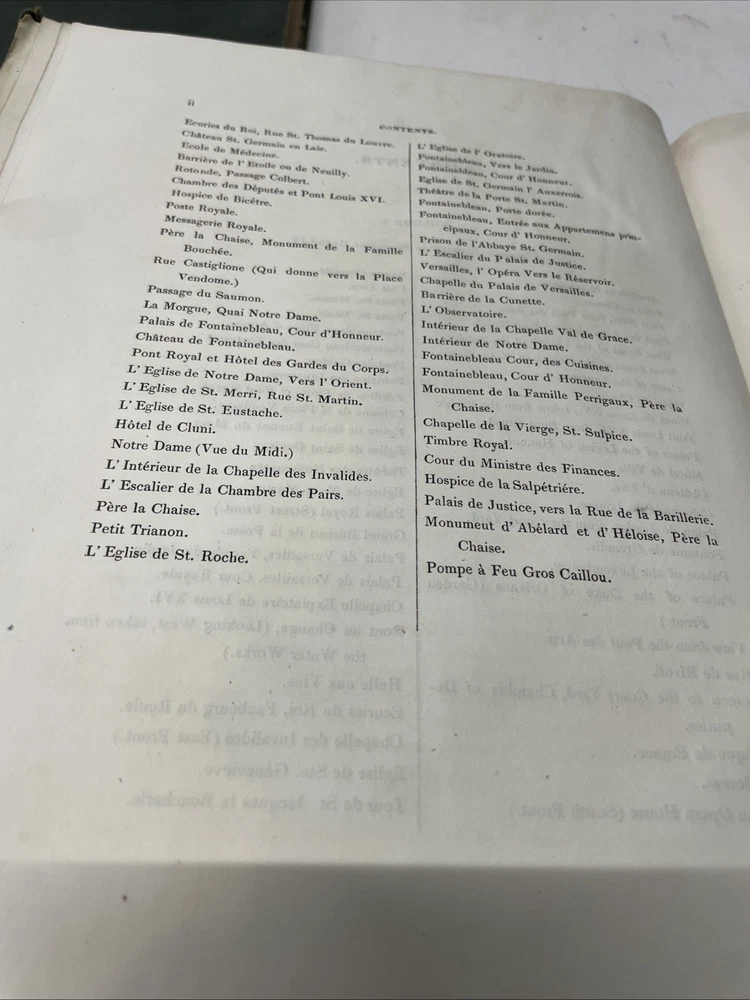 ii
CONTENTS.
Ecuries du Roi, Rue St. Thomas du Louvre.
Château St. Germain en Laie.
Ecole de Médecine.
Barrière de l' Etoile ou de Neuilly.
Rotonde, Passage Colbert.
Chambre des Députés et Pont Louis XVI.
Hospice de Bicêtre.
Poste Royale.
Messagerie Royale.
Père la Chaise, Monument de la Famille
Bouchée.
Rue Castiglione (Qui donne vers la Place
Vendome.)
Passage du Saumon.
La Morgue, Quai Notre Dame.
Palais de Fontainebleau, Cour d'Honneur.
Château de Fontainebleau.
Pont Royal et Hôtel des Gardes du Corps.
L' Eglise de Notre Dame, Vers l' Orient.
L' Eglise de St. Merri, Rue St. Martin.
L' Eglise de St. Eustache.
Hôtel de Cluni.
Notre Dame (Vue du Midi.)
L' Intérieur de la Chapelle des Invalides.
L' Escalier de la Chambre des Pairs.
Père la Chaise.
Petit Trianon.
L' Eglise de St. Roche.
L' Eglise de l' Oratoire.
Fontainebleau, Vers le Jardin.
Fontainebleau, Cour d' Honneur.
Eglise de St. Germain l' Auxerrois.
Théâtre de la Porte St. Martin.
Fontainebleau, Porte dorée.
Fontainebleau, Entrée aux Appartemens prin-
cipaux, Cour d' Honneur.
Prison de l'Abbaye St. Germain.
L' Escalier du Palais de Justice.
Versailles, l' Opéra Vers le Rèservoir.
Chapelle du Palais de Versailles.
Barrière de la Cunette.
L' Observatoire.
Intérieur de la Chapelle Val de Grace.
Intérieur de Notre Dame.
Fontainebleau Cour, des Cuisines.
Fontainebleau, Cour d' Honneur.
Monument de la Famille Perrigaux, Père la
Chaise.
Chapelle de la Vierge, St. Sulpice.
Timbre Royal.
Cour du Ministre des Finances.
Hospice de la Salpétriére.
Palais de Justice, vers la Rue de la Barillerie.
Monumeut d' Abélard et d' Héloise, Père la
Chaise.
Pompe à Feu Gros Caillou.